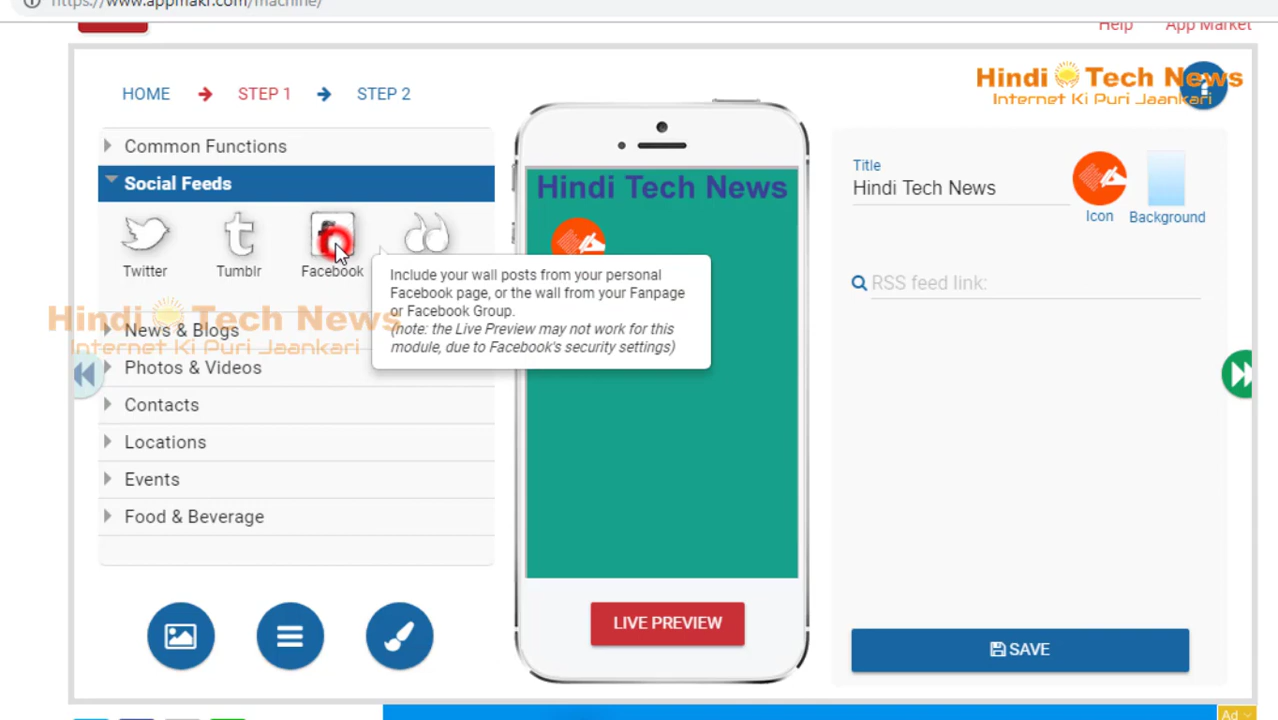 https://www.appmakr.com/machine/
Help
App Market
Hindi Tech News
Internet Ki Puri Jaankari
?
HOME
STEP 1
STEP 2
Common Functions
Social Feeds
Twitter
Tumblr
Facebook
Include your wall posts from your personal
Facebook page, or the wall from your Fanpage
or Facebook Group.
(note: the Live Preview may not work for this
module, due to Facebook's security settings)
Hindi Tech News
Internet Ki Puri Jaankari
News & Blogs
Photos & Videos
Contacts
Locations
Events
Food & Beverage
Hindi Tech News
LIVE PREVIEW
Title
Hindi Tech News
Icon
Background
RSS feed link:
SAVE
Ad